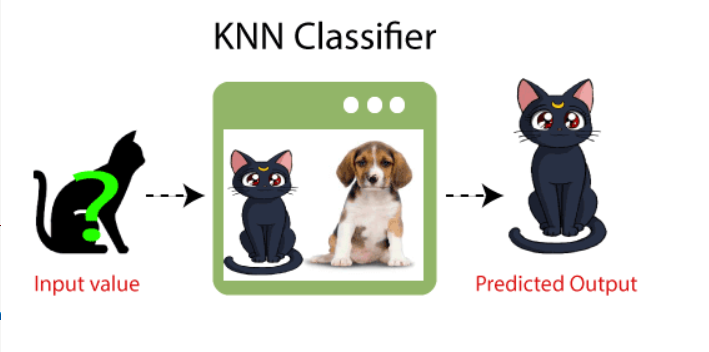 KNN Classifier
?
Input value
Predicted Output